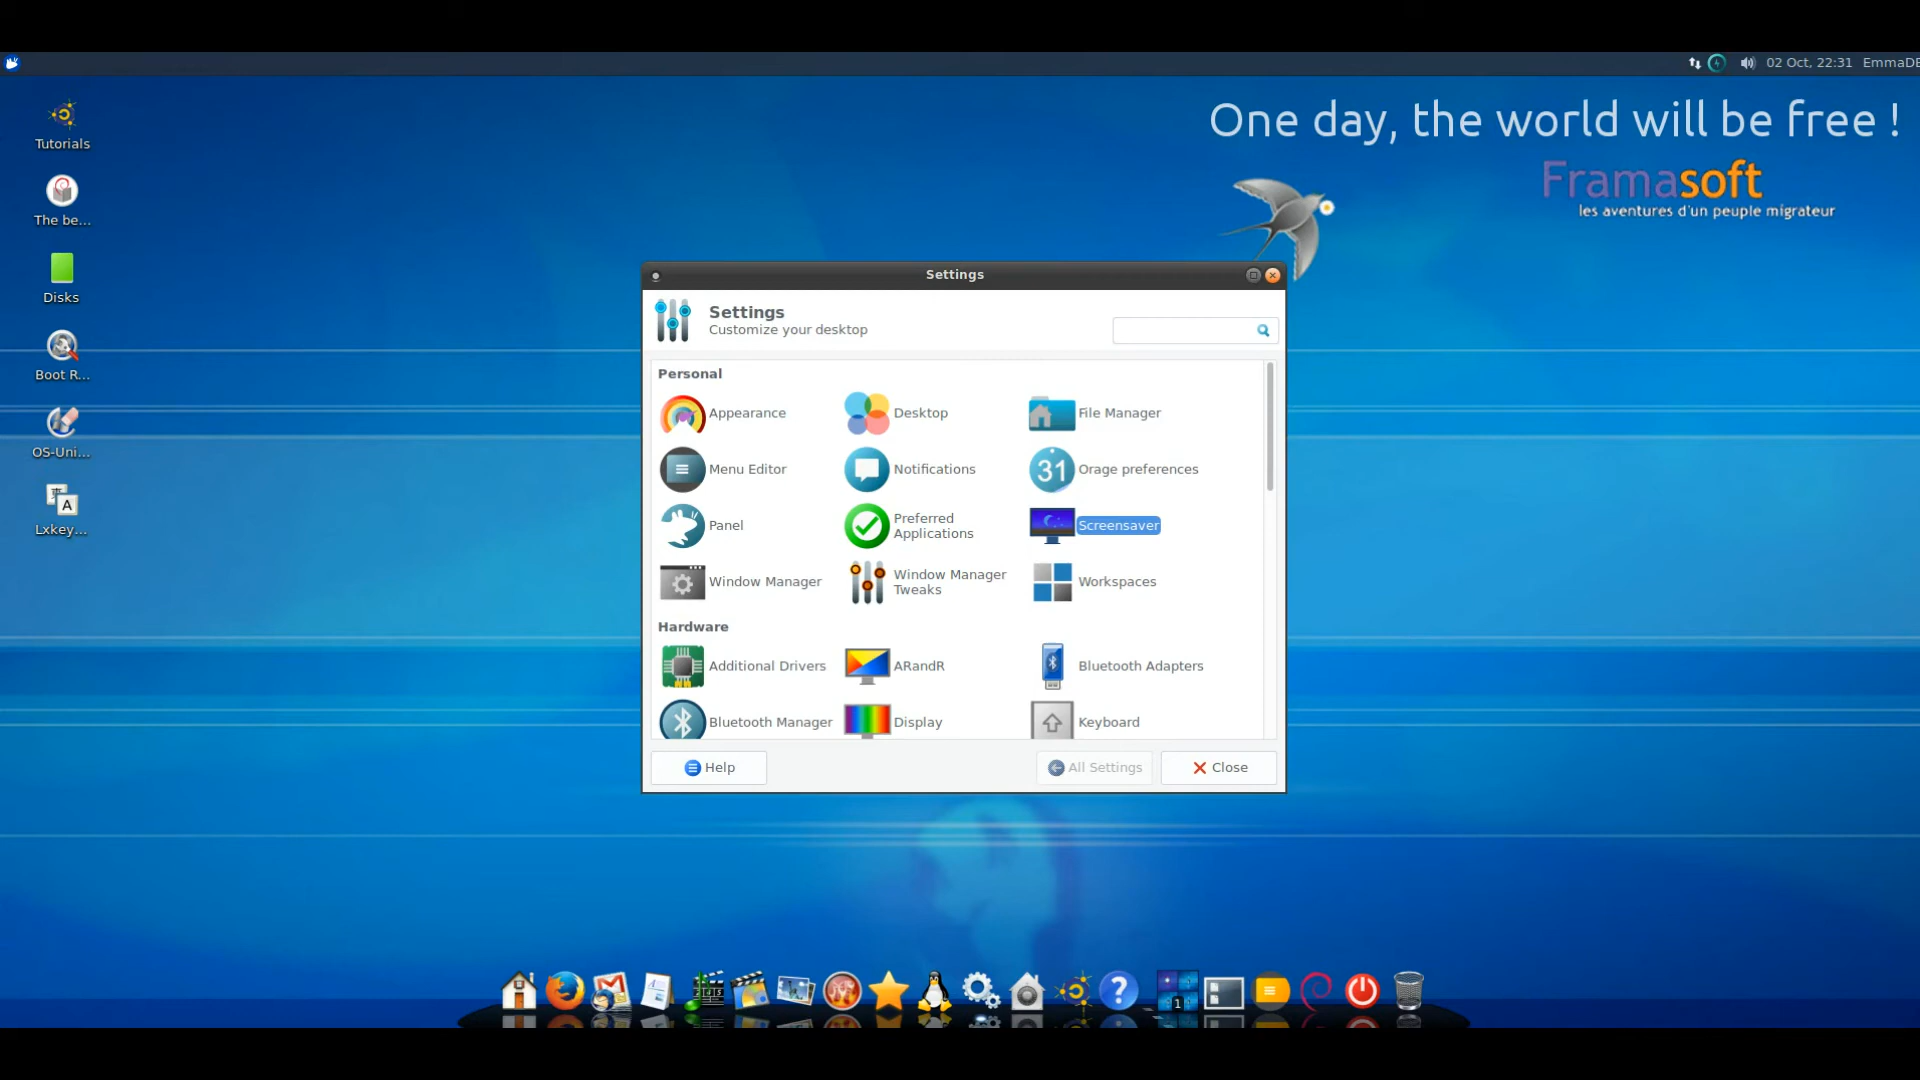 02 Oct, 22:31 EmmaDE
One day, the world will be free !
Framasoft
les aventures d'un peuple migrateur
Tutorials
The be...
Disks
Boot R...
OS-Uni...
Lxkey...
Settings
Settings
Customize your desktop
Personal
Appearance
Desktop
File Manager
Menu Editor
Notifications
31
Orage preferences
Panel
Preferred
Applications
Screensaver
Window Manager
Window Manager
Tweaks
Workspaces
Hardware
Additional Drivers
ARandR
Bluetooth Adapters
Bluetooth Manager
Display
Keyboard
Help
All Settings
Close
1